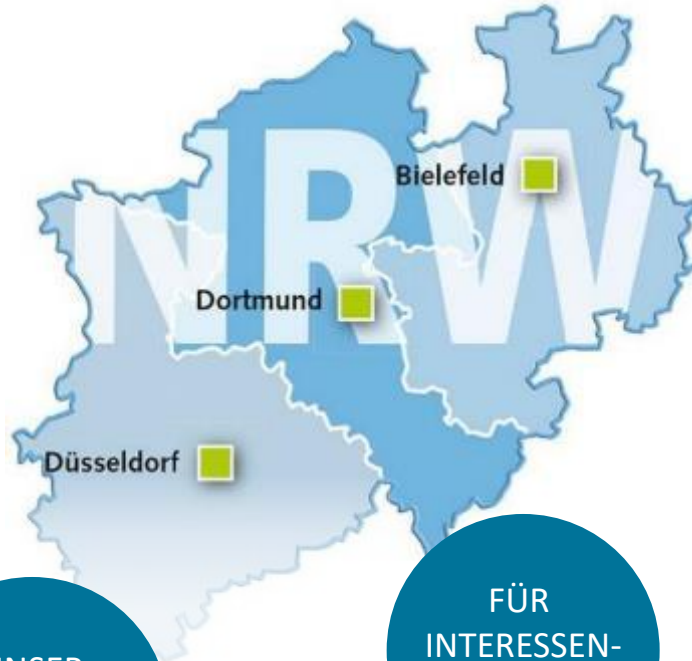 NRW
Bielefeld
Dortmund
Düsseldorf
FÜR
INTERESSEN-